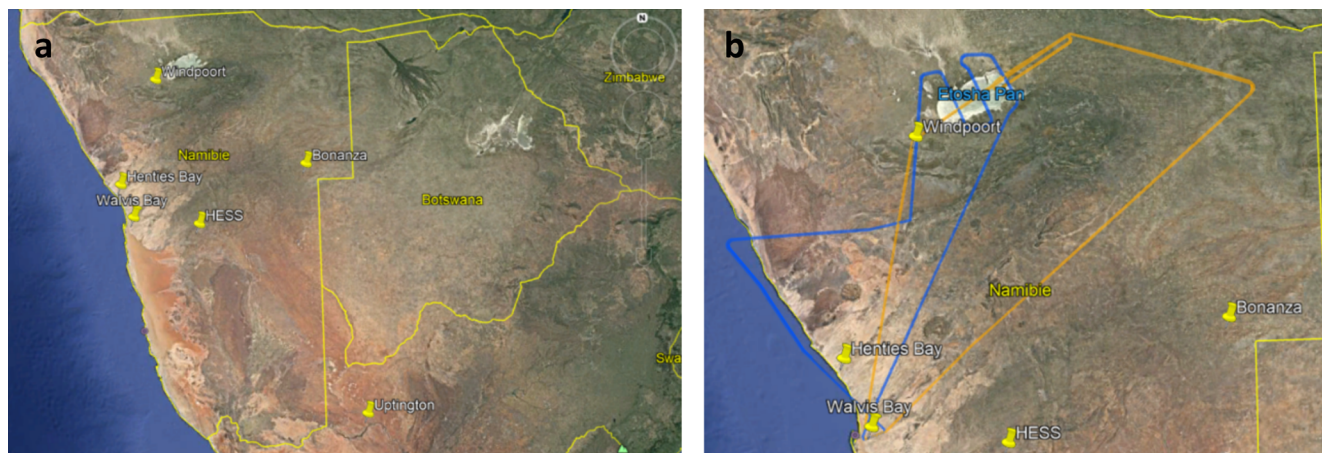 a
N
Windpoort
Zimbabwe
Namibie
Bonanza
Henties Bay
Walvis Bay
HESS
Botswana
Swa
Uptington
b
Etosha Pan
Windpoort
Namibie
Bonanza
Henties Bay
Walvis Bay
HESS